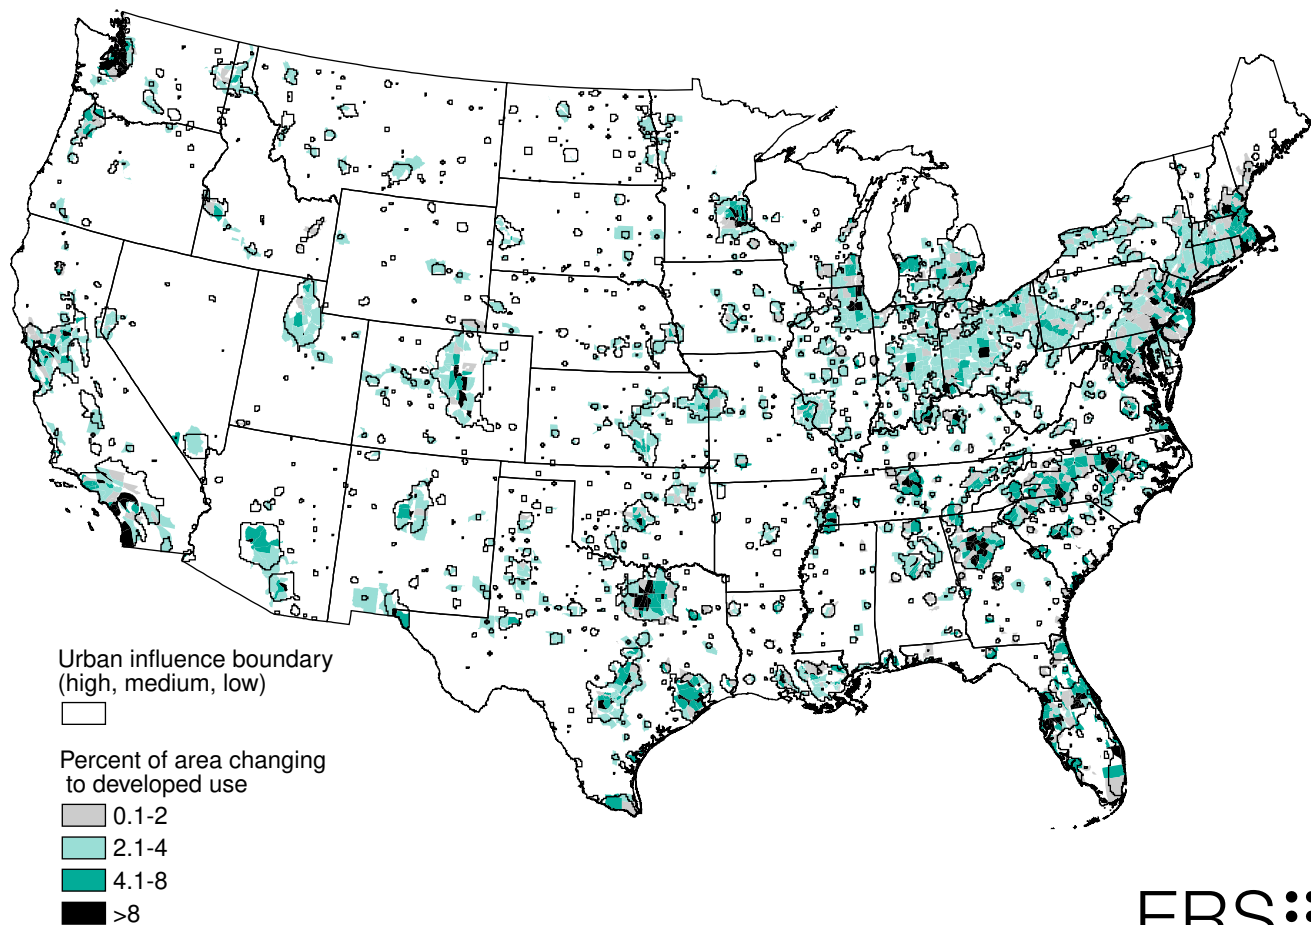 Urban influence boundary
(high, medium, low)
Percent of area changing
to developed use
0.1-2
2.1-4
4.1-8
>8
ERS